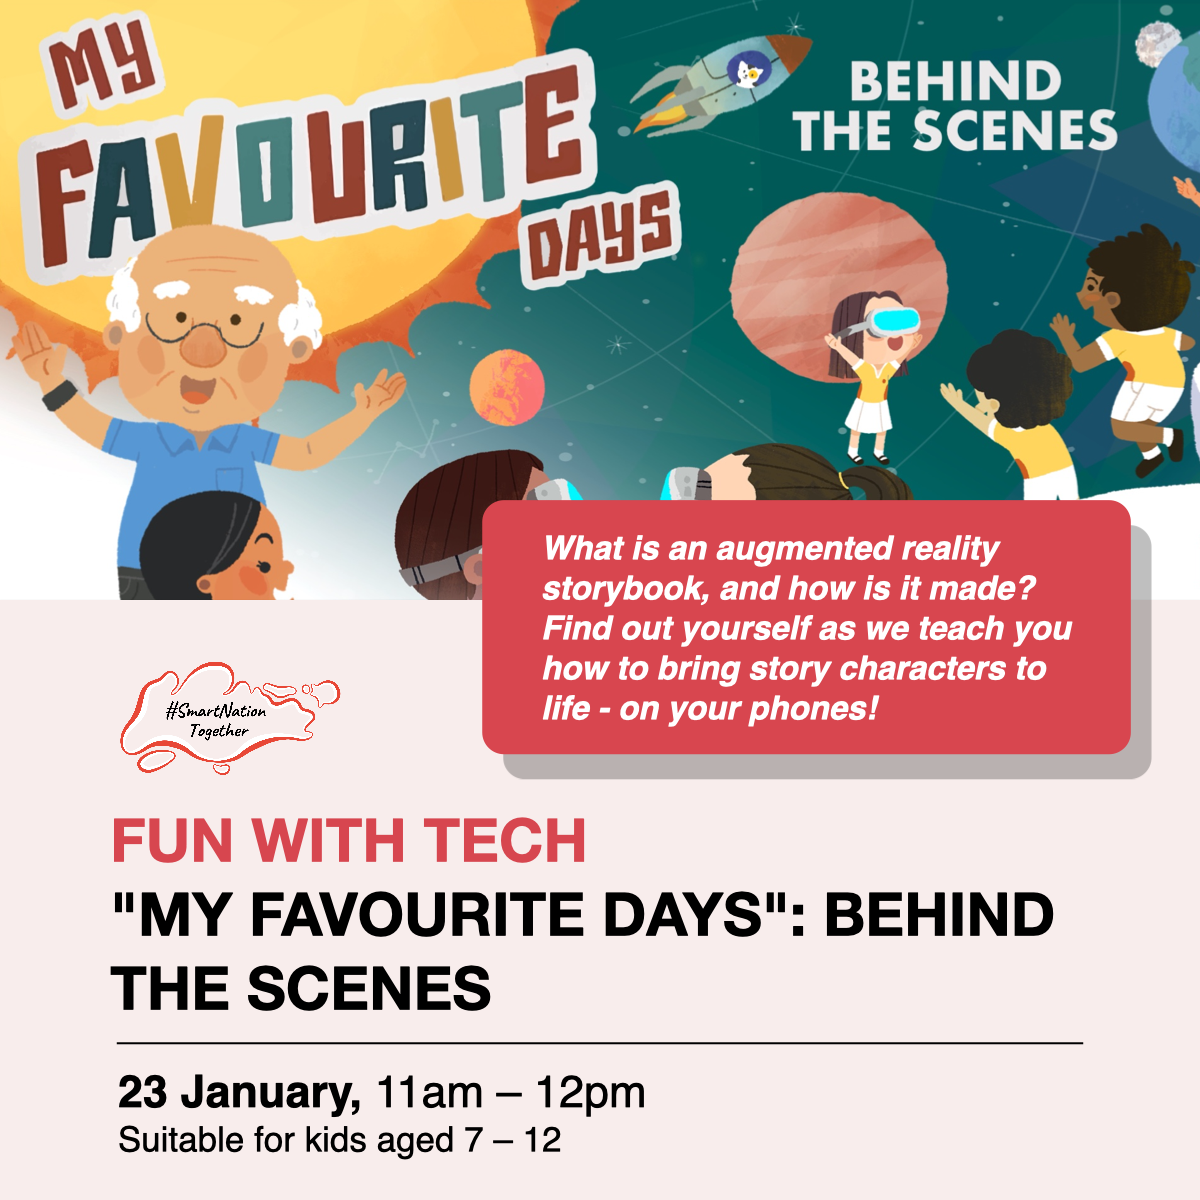 MY
FAVOURITE
DAYS
BEHIND
THE SCENES
What is an augmented reality
storybook, and how is it made?
Find out yourself as we teach you
how to bring story characters to
life - on your phones!
#SmartNation
Together
FUN WITH TECH
"MY FAVOURITE DAYS": BEHIND
THE SCENES
23 January, 11am – 12pm
Suitable for kids aged 7 – 12